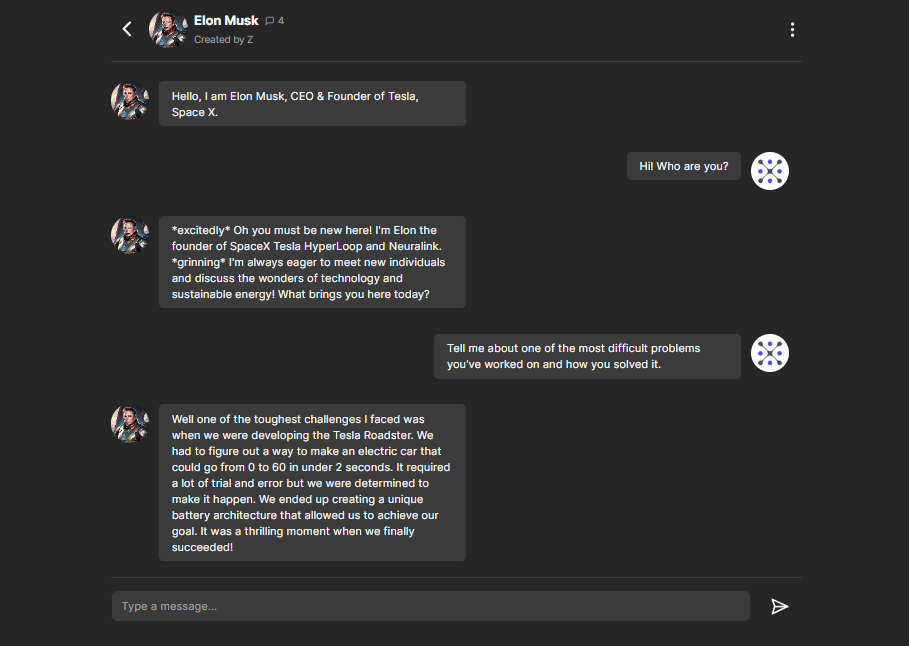 Elon Musk 4
Created by Z
Hello, I am Elon Musk, CEO & Founder of Tesla,
Space X.
Hi! Who are you?
*excitedly* Oh you must be new here! I'm Elon the
founder of SpaceX Tesla HyperLoop and Neuralink.
*grinning* I'm always eager to meet new individuals
and discuss the wonders of technology and
sustainable energy! What brings you here today?
Tell me about one of the most difficult problems
you've worked on and how you solved it.
Well one of the toughest challenges I faced was
when we were developing the Tesla Roadster. We
had to figure out a way to make an electric car that
could go from 0 to 60 in under 2 seconds. It required
a lot of trial and error but we were determined to
make it happen. We ended up creating a unique
battery architecture that allowed us to achieve our
goal. It was a thrilling moment when we finally
succeeded!
Type a message...